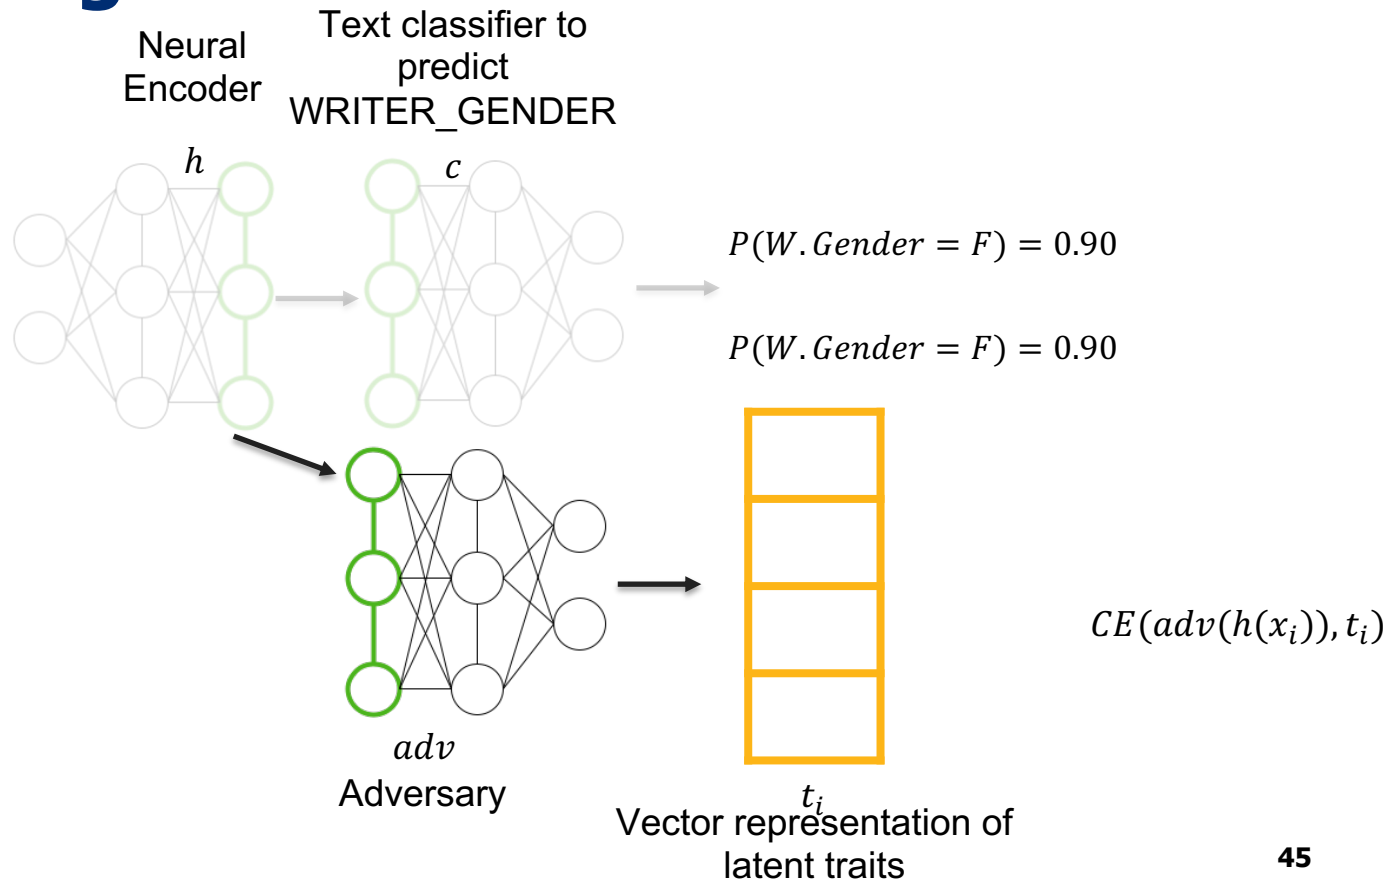 Neural
Encoder
Text classifier to
predict
WRITER_GENDER
h
c
P(W.Gender = F) = 0.90
P(W.Gender = F) = 0.90
CE(adv(h(x_i)), t_i)
adv
Adversary
t_i
Vector representation of
latent traits
45